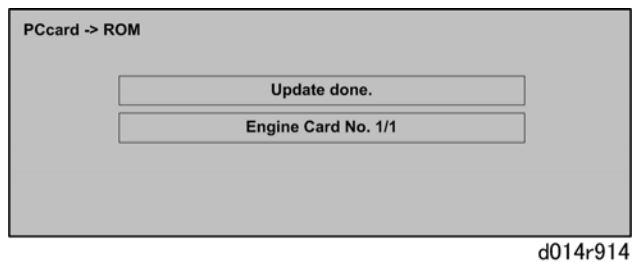 PCcard -> ROM
Update done.
Engine Card No. 1/1
d014r914